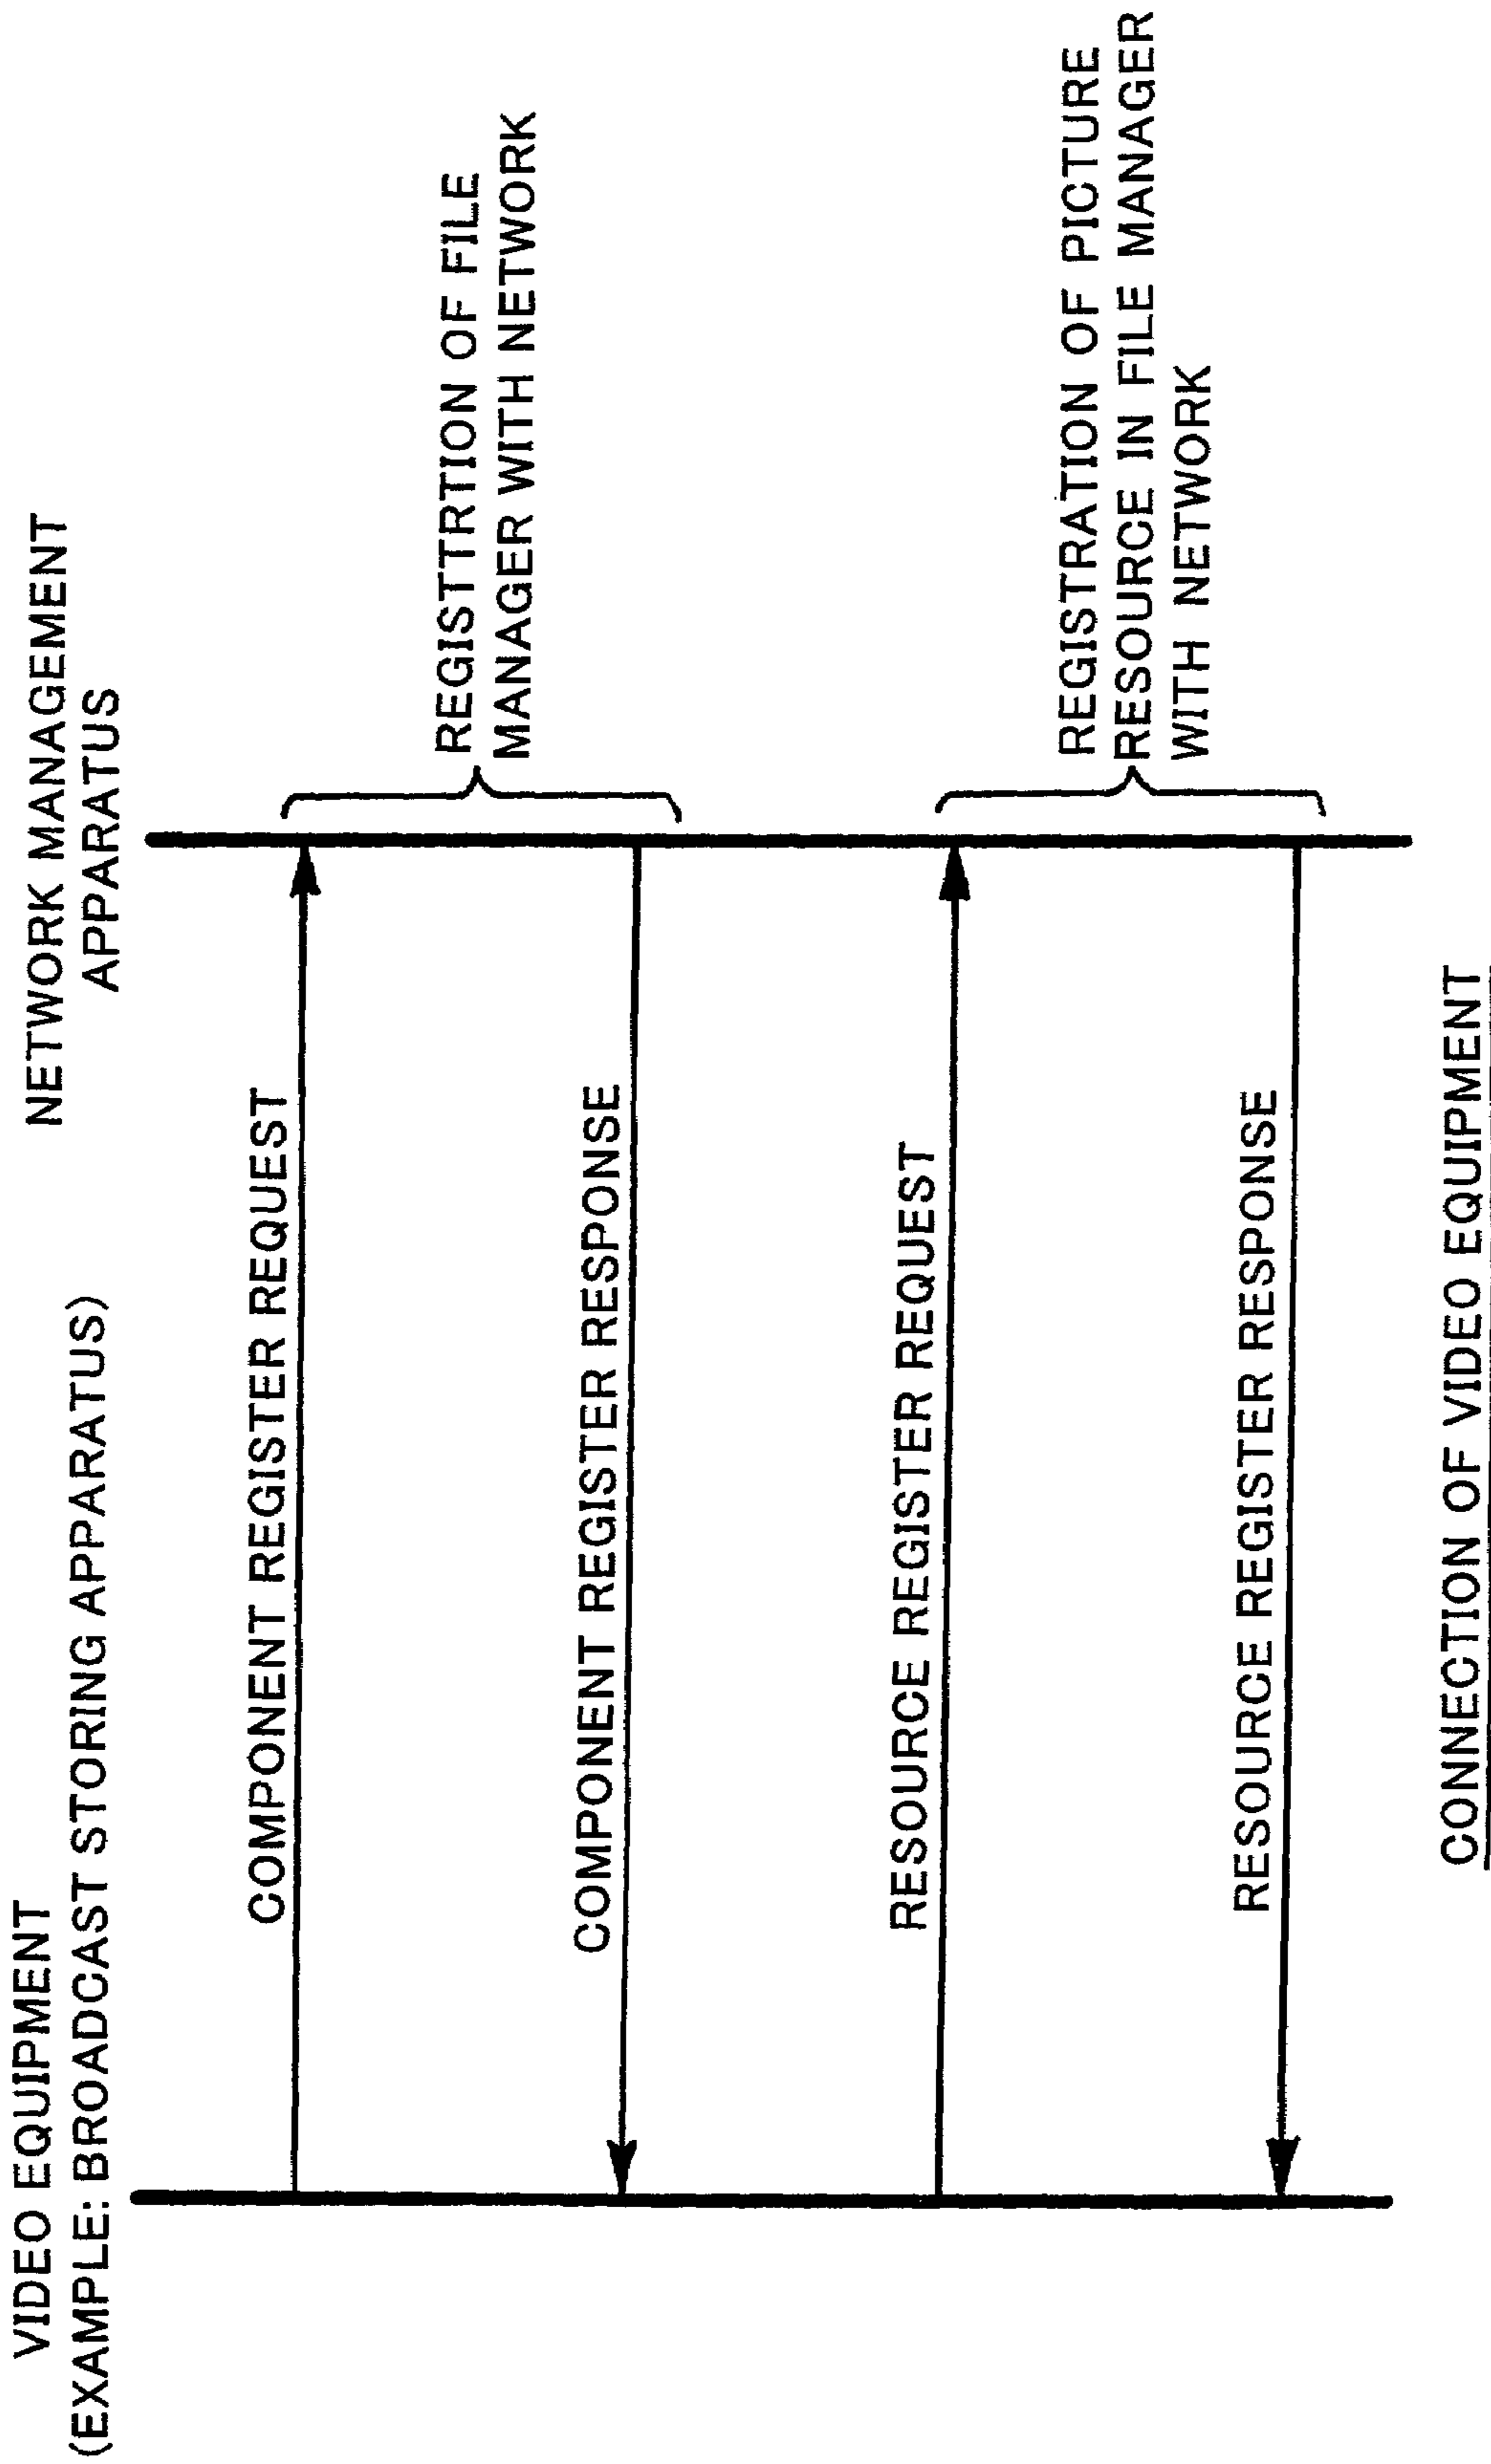 VIDEO EQUIPMENT
(EXAMPLE: BROADCAST STORING APPARATUS)
NETWORK MANAGEMENT
APPARATUS
COMPONENT REGISTER REQUEST
REGISTTRTION OF FILE
MANAGER WITH NETWORK
COMPONENT REGISTER RESPONSE
RESOURCE REGISTER REQUEST
REGISTRATION OF PICTURE
RESOURCE IN FILE MANAGER
WITH NETWORK
RESOURCE REGISTER RESPONSE
CONNECTION OF VIDEO EQUIPMENT